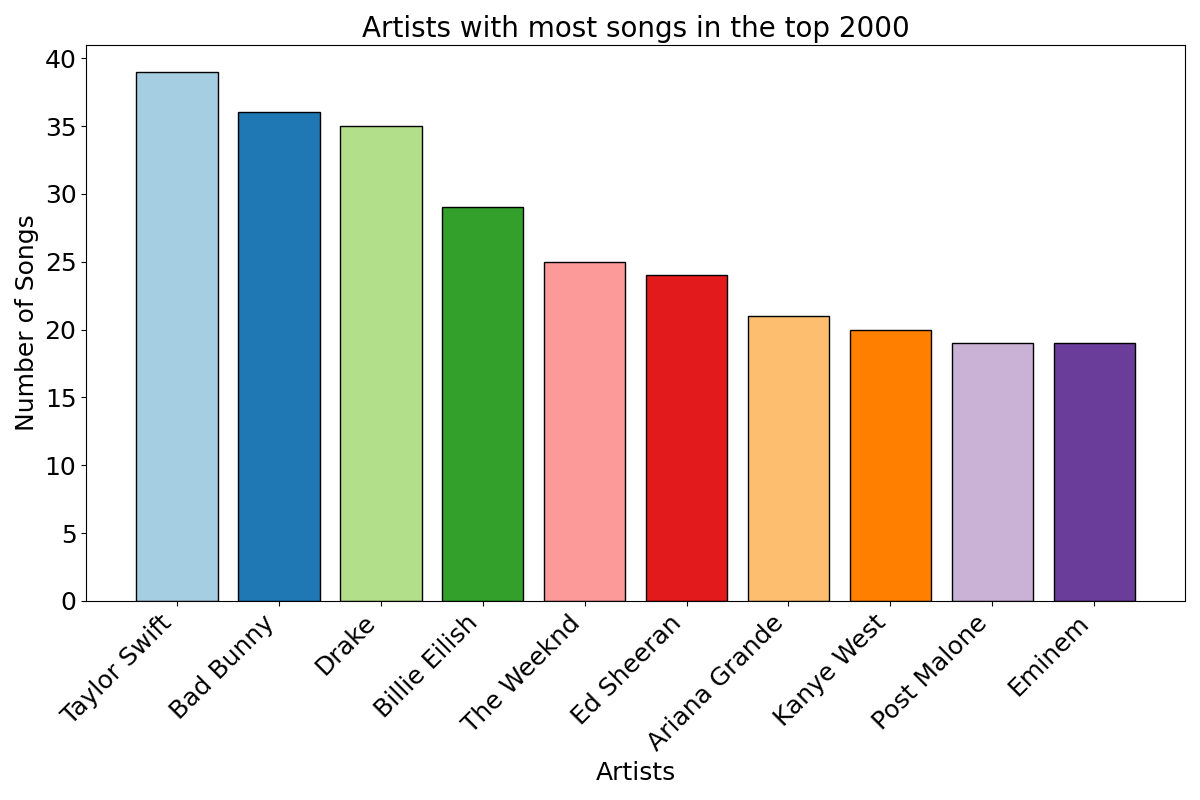 Artists with most songs in the top 2000
Number of Songs
40
35
30
25
20
15
10
5
0
Taylor Swift
Bad Bunny
Drake
Billie Eilish
The Weeknd
Ed Sheeran
Ariana Grande
Kanye West
Post Malone
Eminem
Artists